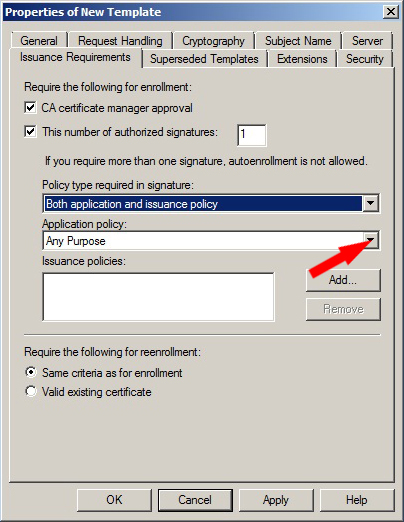 Properties of New Template
General
Request Handling
Cryptography
Subject Name
Server
Issuance Requirements
Superseded Templates
Extensions
Security
Require the following for enrollment:
CA certificate manager approval
This number of authorized signatures: 1
If you require more than one signature, autoenrollment is not allowed.
Policy type required in signature:
Both application and issuance policy
Application policy:
Any Purpose
Issuance policies:
Add...
Remove
Require the following for reenrollment:
Same criteria as for enrollment
Valid existing certificate
OK
Cancel
Apply
Help